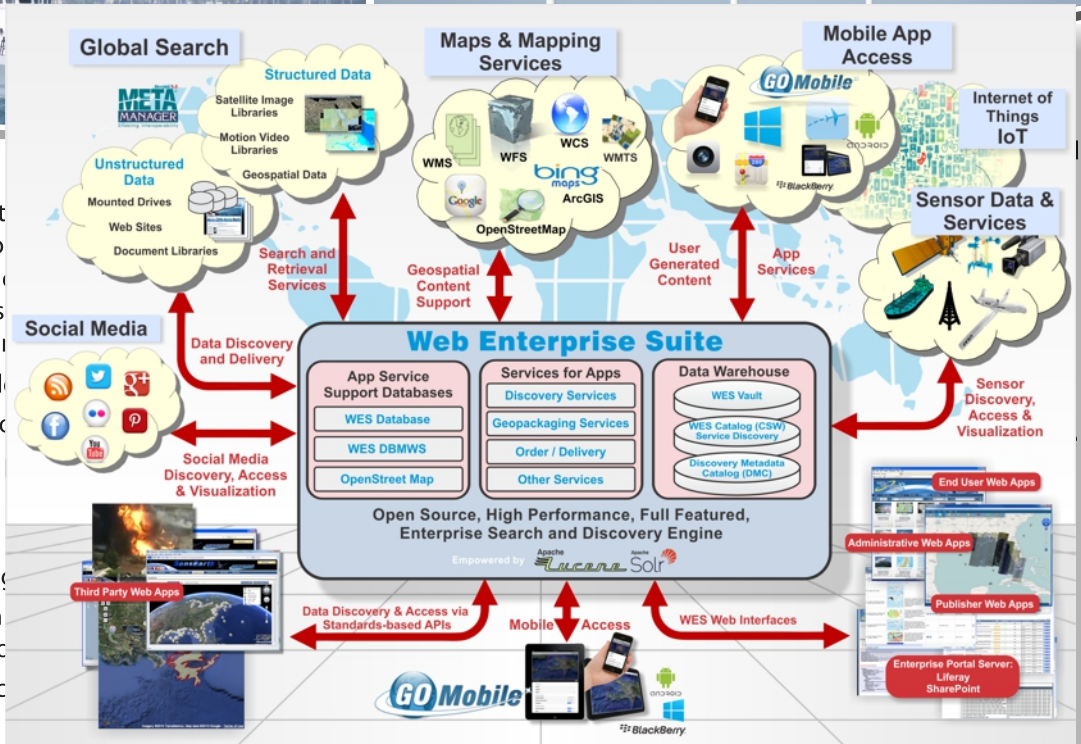 Global Search
META
MANAGER
Structured Data
Satellite Image
Libraries
Motion Video
Libraries
Geospatial Data
Unstructured
Data
Mounted Drives
Web Sites
Document Libraries
Maps & Mapping
Services
WMS
WFS
WCS
WMTS
Google
bing
maps
ArcGIS
OpenStreetMap
Mobile App
Access
GO Mobile
ANDROID
BlackBerry
Internet of
Things
IoT
Sensor Data &
Services
Search and
Retrieval
Services
Geospatial
Content
Support
User
Generated
Content
App
Services
Social Media
You
Tube
Data Discovery
and Delivery
Social Media
Discovery, Access
& Visualization
Sensor
Discovery,
Access &
Visualization
Web Enterprise Suite
App Service
Support Databases
WES Database
WES DBMWS
OpenStreet Map
Services for Apps
Discovery Services
Geopackaging Services
Order / Delivery
Other Services
Data Warehouse
WES Vault
WES Catalog (CSW)
Service Discovery
Discovery Metadata
Catalog (DMC)
Open Source, High Performance, Full Featured,
Enterprise Search and Discovery Engine
Empowered by
Apache
Lucene
Apache
Solr
Third Party Web Apps
Data Discovery & Access via
Standards-based APIs
Mobile Access
WES Web Interfaces
End User Web Apps
Administrative Web Apps
Publisher Web Apps
Enterprise Portal Server:
Liferay
SharePoint
GO Mobile
ANDROID
BlackBerry